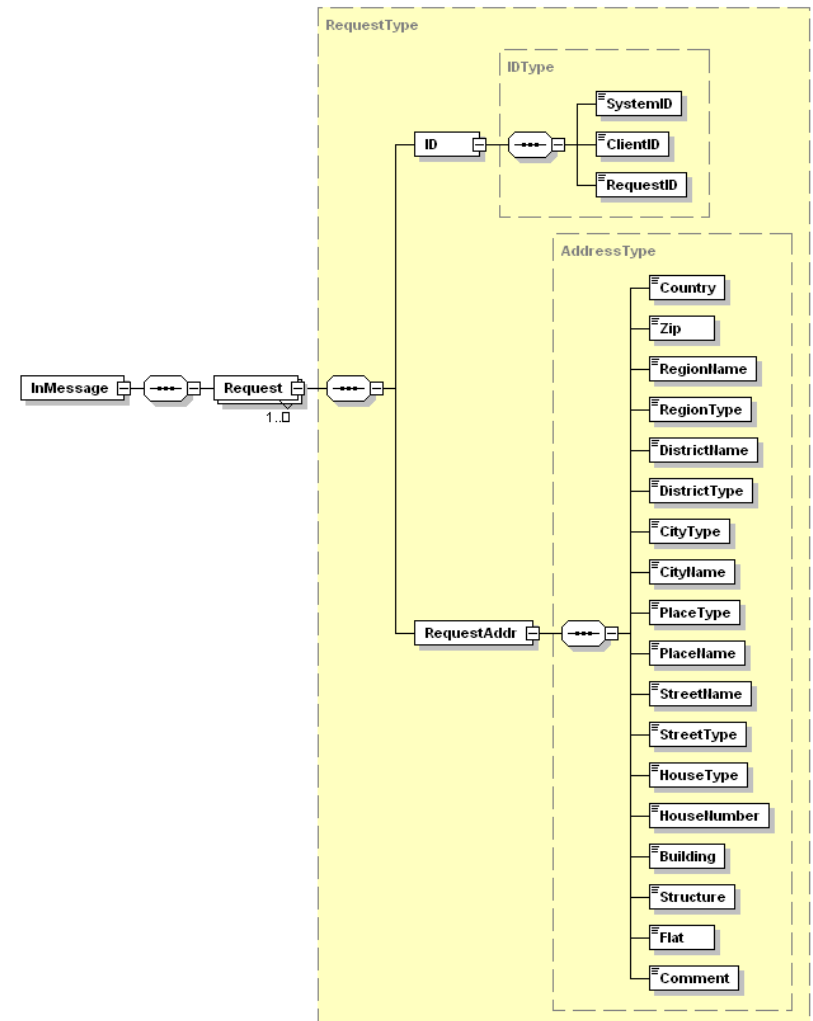 RequestType
IDType
SystemID
ID
ClientID
RequestID
AddressType
Country
Zip
RegionName
InMessage
Request
1..
RegionType
DistrictName
DistrictType
CityType
CityName
PlaceType
RequestAddr
PlaceName
StreetName
StreetType
HouseType
HouseNumber
Building
Structure
Flat
Comment